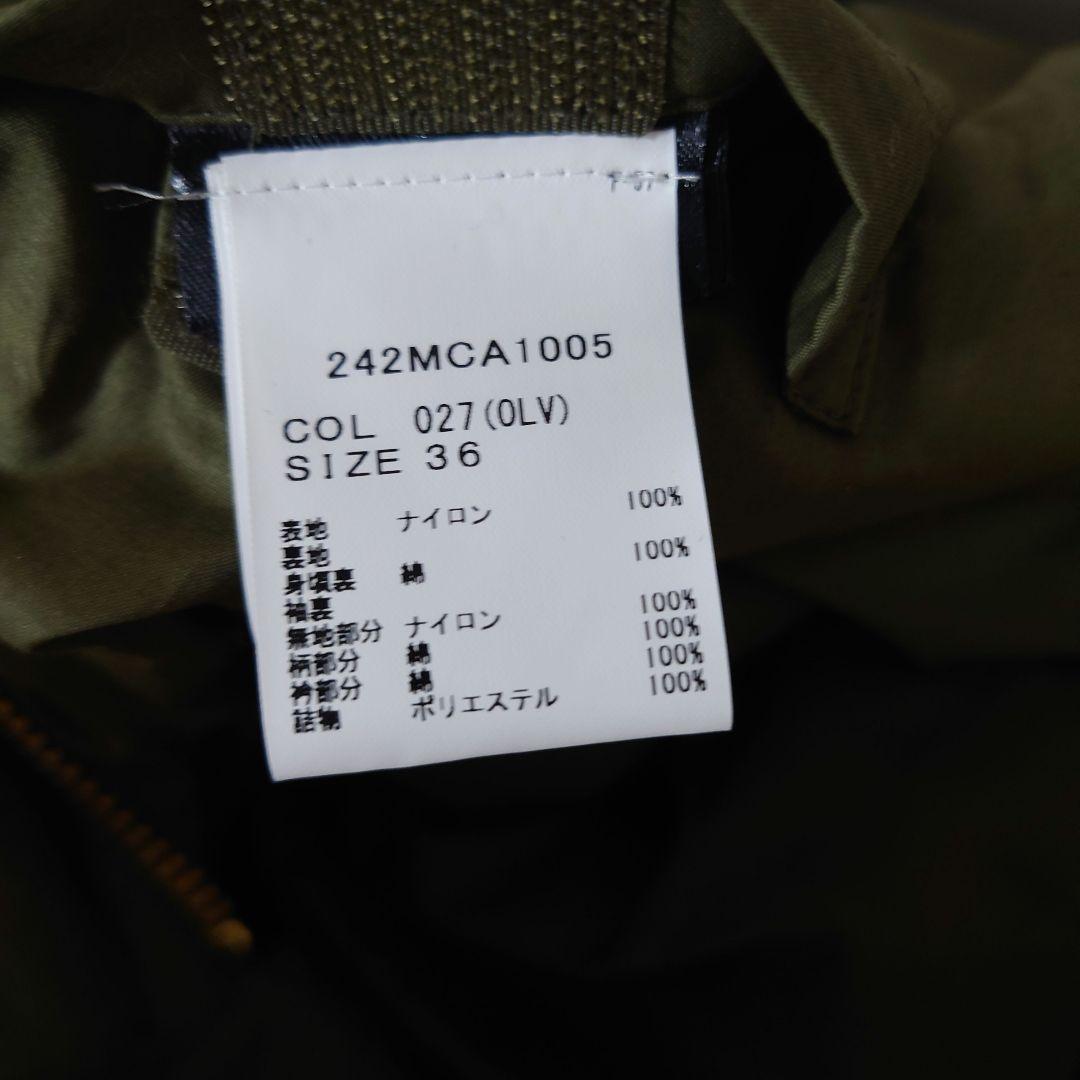 242MCA1005
COL 027(OLV)
SIZE 36
表地 ナイロン 100%
裏地
身頃裏 綿 100%
袖裏
無地部分 ナイロン 100%
柄部分 綿 100%
衿部分 綿 100%
詰物 ポリエステル 100%